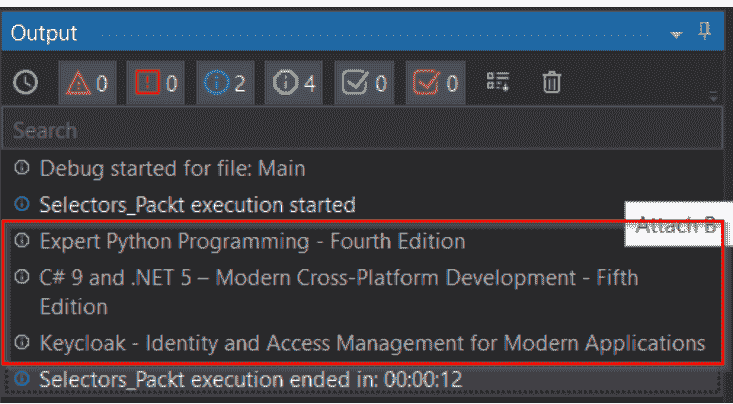 Output
0 0 2 4 0 0
Search
Debug started for file: Main
Selectors_Packt execution started
Attach B
Expert Python Programming - Fourth Edition
C# 9 and .NET 5 – Modern Cross-Platform Development - Fifth
Edition
Keycloak - Identity and Access Management for Modern Applications
Selectors_Packt execution ended in: 00:00:12